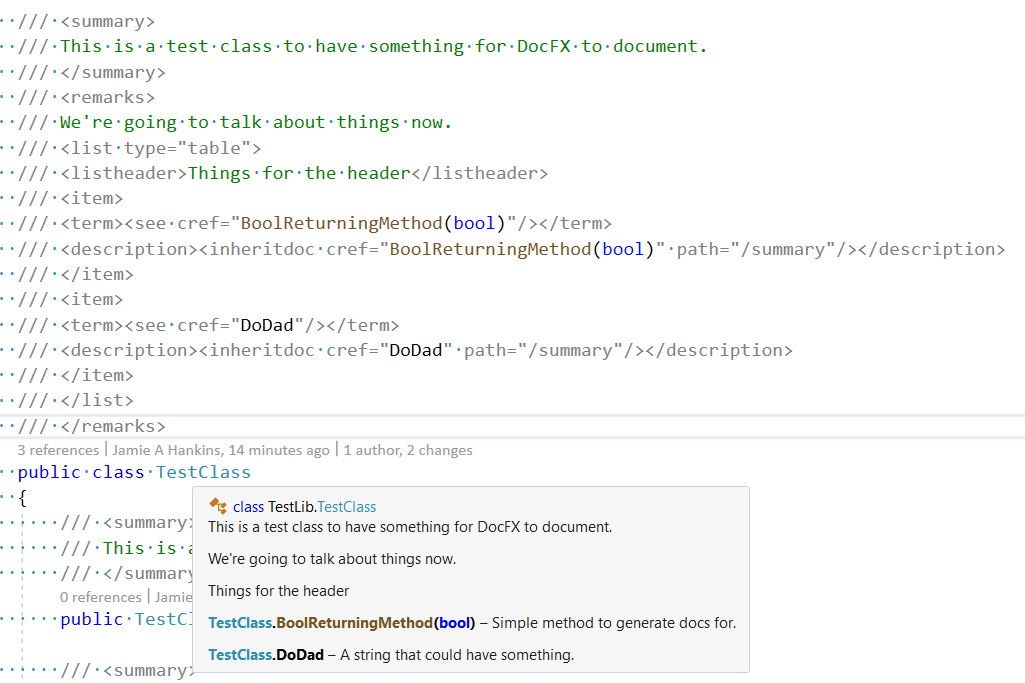 /// <summary>
/// This is a test class to have something for DocFX to document.
/// </summary>
/// <remarks>
/// We're going to talk about things now.
/// <list type="table">
/// <listheader>Things for the header</listheader>
/// <item>
/// <term><see cref="BoolReturningMethod(bool)"/></term>
/// <description><inheritdoc cref="BoolReturningMethod(bool)" path="/summary"/></description>
/// </item>
/// <item>
/// <term><see cref="DoDad"/></term>
/// <description><inheritdoc cref="DoDad" path="/summary"/></description>
/// </item>
/// </list>
/// </remarks>
3 references | Jamie A Hankins, 14 minutes ago | 1 author, 2 changes
public class TestClass
{
/// <summary>
/// This is a
/// </summary
0 references | Jamie
public TestCl
/// <summary>
class TestLib.TestClass
This is a test class to have something for DocFX to document.
We're going to talk about things now.
Things for the header
TestClass.BoolReturningMethod(bool) – Simple method to generate docs for.
TestClass.DoDad – A string that could have something.